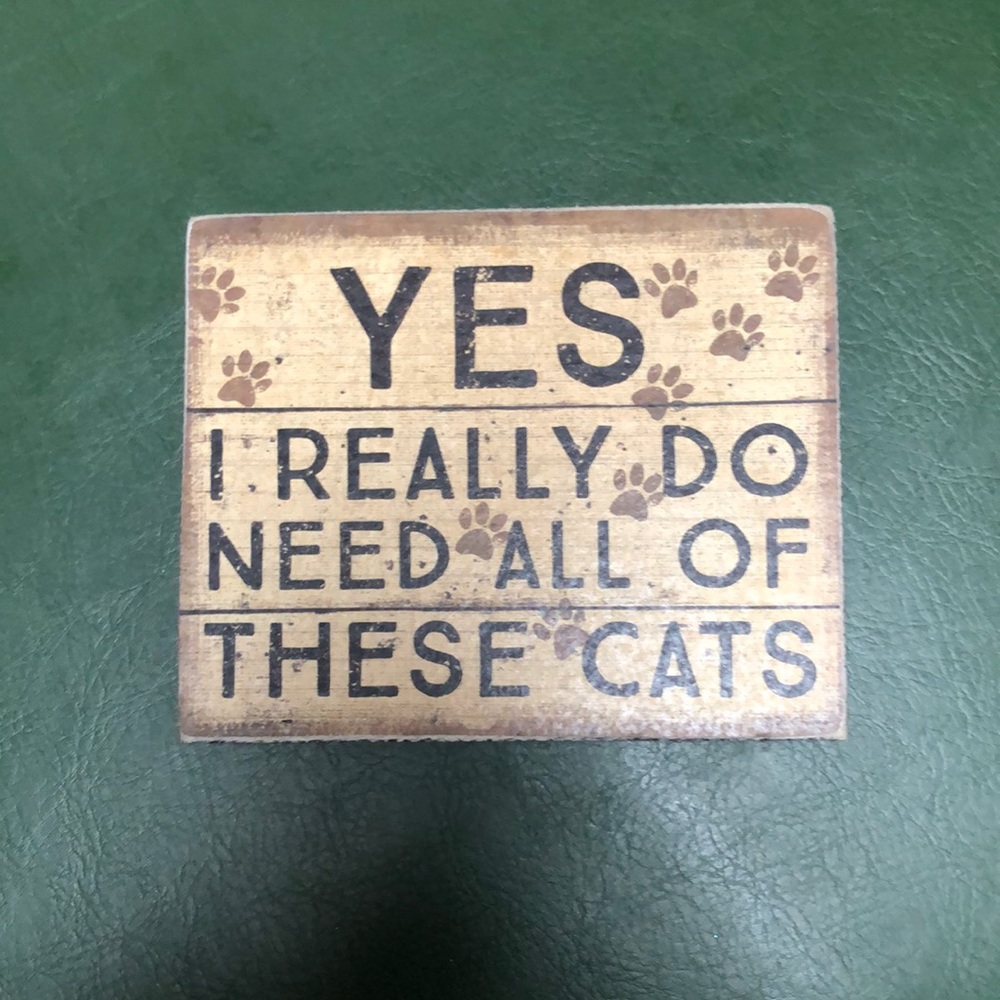 YES
I REALLY DO
NEED ALL OF
THESE CATS